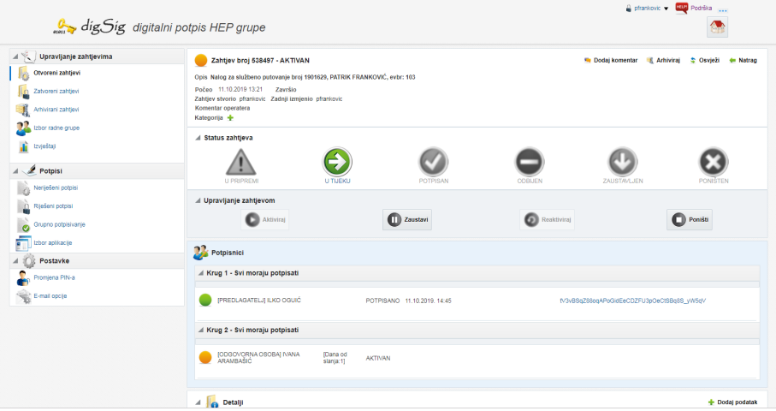 pfrankovic
HELP
Podrška
...
digSig digitalni potpis HEP grupe
Upravljanje zahtjevima
Otvoreni zahtjevi
Zatvoreni zahtjevi
Arhivirani zahtjevi
Izbor radne grupe
Izvještaji
Potpisi
Neriješeni potpisi
Riješeni potpisi
Grupno potpisivanje
Izbor aplikacije
Postavke
Promjena PIN-a
E-mail opcije
Zahtjev broj 538497 - AKTIVAN
Dodaj komentar
Arhiviraj
Osvježi
Natrag
Opis Nalog za službeno putovanje broj 1901629, PATRIK FRANKOVIĆ, evbr: 103
Počeo 11.10.2019 13:21 Završio
Zahtjev stvorio pfrankovic Zadnji izmijenio pfrankovic
Komentar operatera
Kategorija
Status zahtjeva
U PRIPREMI
U TIJEKU
POTPISAN
ODBIJEN
ZAUSTAVLJEN
PONIŠTEN
Upravljanje zahtjevom
Aktiviraj
Zaustavi
Reaktiviraj
Poništi
Potpisnici
Krug 1 - Svi moraju potpisati
[PREDLAGATELJ] ILKO OGUIĆ
POTPISANO 11.10.2019. 14:45
Krug 2 - Svi moraju potpisati
[ODGOVORNA OSOBA] IVANA ARAMBAŠIĆ
[Dana od slanja:1]
AKTIVAN
Detalji
Dodaj podatak